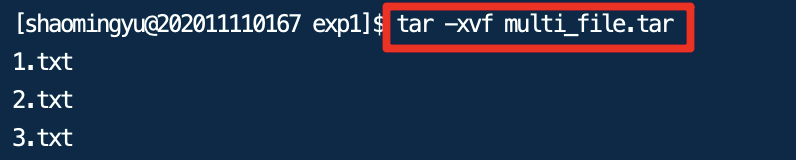 [shaomingyu@202011110167 exp1]$ tar -xvf multi_file.tar
1.txt
2.txt
3.txt